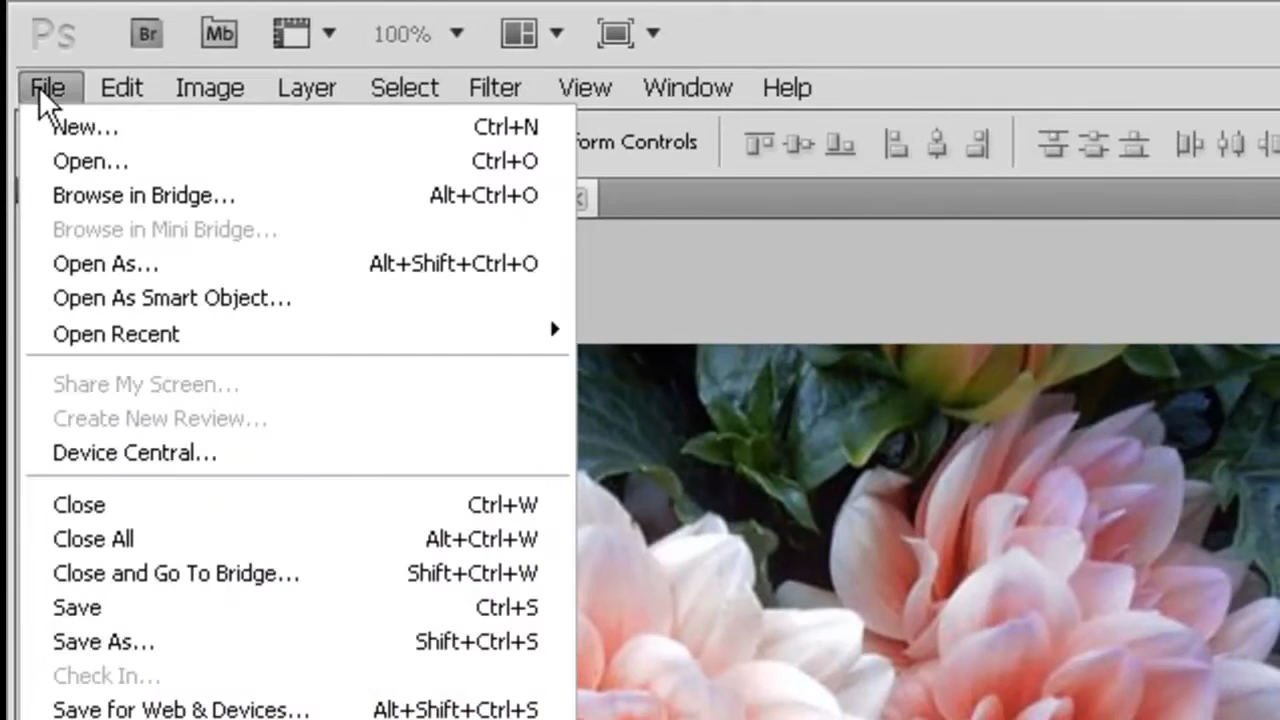 Ps Br Mb 100%
File Edit Image Layer Select Filter View Window Help
New... Ctrl+N
Open... Ctrl+O
Browse in Bridge... Alt+Ctrl+O
Browse in Mini Bridge...
Open As... Alt+Shift+Ctrl+O
Open As Smart Object...
Open Recent
Share My Screen...
Create New Review...
Device Central...
Close Ctrl+W
Close All Alt+Ctrl+W
Close and Go To Bridge... Shift+Ctrl+W
Save Ctrl+S
Save As... Shift+Ctrl+S
Check In...
Save for Web & Devices... Alt+Shift+Ctrl+S
Controls